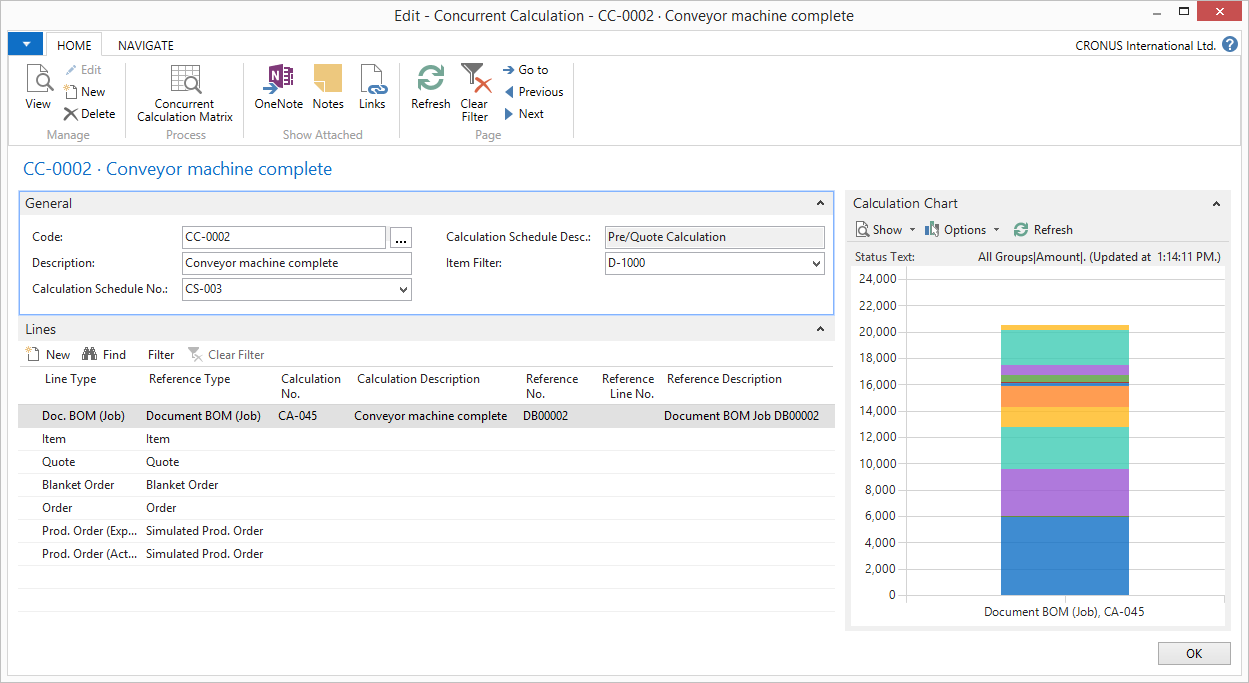 Edit - Concurrent Calculation - CC-0002 · Conveyor machine complete
HOME NAVIGATE CRONUS International Ltd. ?
View Edit New Delete
Manage
Concurrent Calculation Matrix
Process
OneNote Notes Links
Show Attached
Refresh Clear Filter Go to Previous Next
Page
CC-0002 · Conveyor machine complete
General
Code: CC-0002 ...
Description: Conveyor machine complete
Calculation Schedule No.: CS-003
Calculation Schedule Desc.: Pre/Quote Calculation
Item Filter: D-1000
Lines
New Find Filter Clear Filter
Line Type Reference Type Calculation No. Calculation Description Reference No. Reference Line No. Reference Description
Doc. BOM (Job) Document BOM (Job) CA-045 Conveyor machine complete DB00002 Document BOM Job DB00002
Item Item
Quote Quote
Blanket Order Blanket Order
Order Order
Prod. Order (Exp... Simulated Prod. Order
Prod. Order (Act... Simulated Prod. Order
Calculation Chart
Show Options Refresh
Status Text: All Groups|Amount|. (Updated at 1:14:11 PM.)
24,000
22,000
20,000
18,000
16,000
14,000
12,000
10,000
8,000
6,000
4,000
2,000
0
Document BOM (Job), CA-045
OK